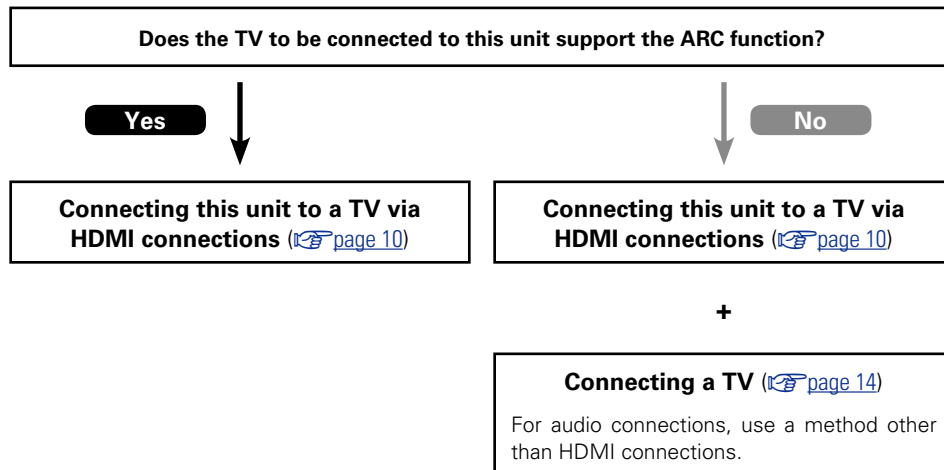 Does the TV to be connected to this unit support the ARC function?
Yes
No
Connecting this unit to a TV via
HDMI connections (page 10)
Connecting this unit to a TV via
HDMI connections (page 10)
+
Connecting a TV (page 14)
For audio connections, use a method other
than HDMI connections.